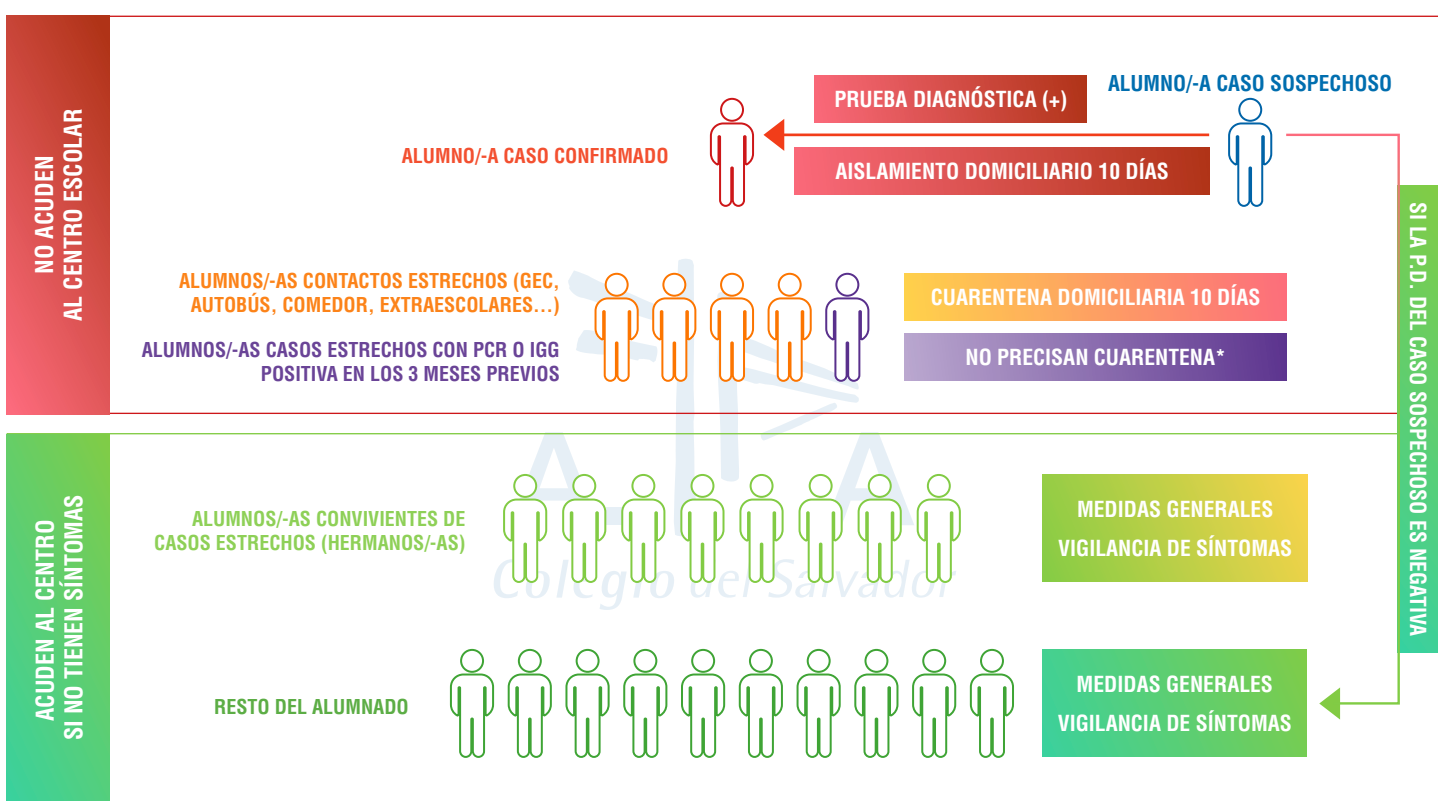 NO ACUDEN
AL CENTRO ESCOLAR
PRUEBA DIAGNÓSTICA (+)
ALUMNO/-A CASO SOSPECHOSO
ALUMNO/-A CASO CONFIRMADO
AISLAMIENTO DOMICILIARIO 10 DÍAS
ALUMNOS/-AS CONTACTOS ESTRECHOS (GEC,
AUTOBÚS, COMEDOR, EXTRAESCOLARES...)
CUARENTENA DOMICILIARIA 10 DÍAS
ALUMNOS/-AS CASOS ESTRECHOS CON PCR O IGG
POSITIVA EN LOS 3 MESES PREVIOS
NO PRECISAN CUARENTENA*
SI LA P.D. DEL CASO SOSPECHOSO ES NEGATIVA
ACUDEN AL CENTRO
SI NO TIENEN SÍNTOMAS
ALUMNOS/-AS CONVIVIENTES DE
CASOS ESTRECHOS (HERMANOS/-AS)
MEDIDAS GENERALES
VIGILANCIA DE SÍNTOMAS
Colegio del Salvador
RESTO DEL ALUMNADO
MEDIDAS GENERALES
VIGILANCIA DE SÍNTOMAS